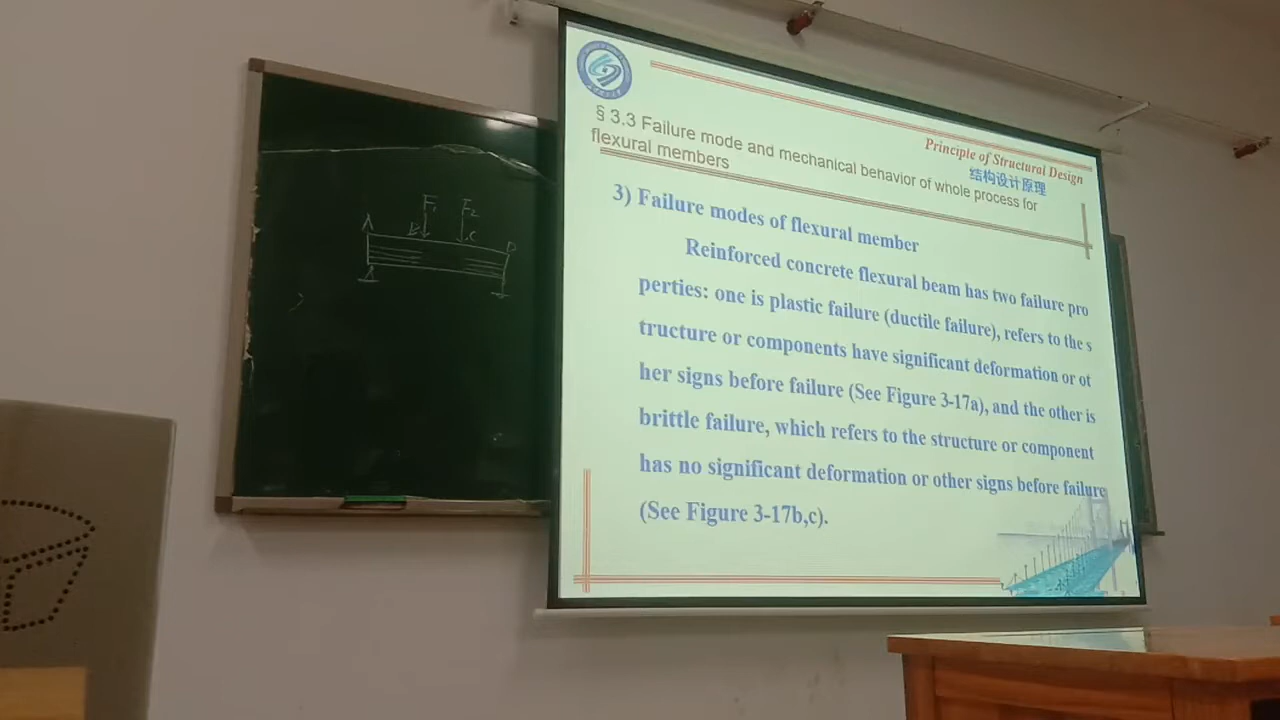 § 3.3 Failure mode and mechanical behavior of whole process for
flexural members
Principle of Structural Design
结构设计原理
3) Failure modes of flexural member
Reinforced concrete flexural beam has two failure pro
perties: one is plastic failure (ductile failure), refers to the s
tructure or components have significant deformation or ot
her signs before failure (See Figure 3-17a), and the other is
brittle failure, which refers to the structure or component
has no significant deformation or other signs before failure
(See Figure 3-17b,c).
F₁ F₂
A B C D